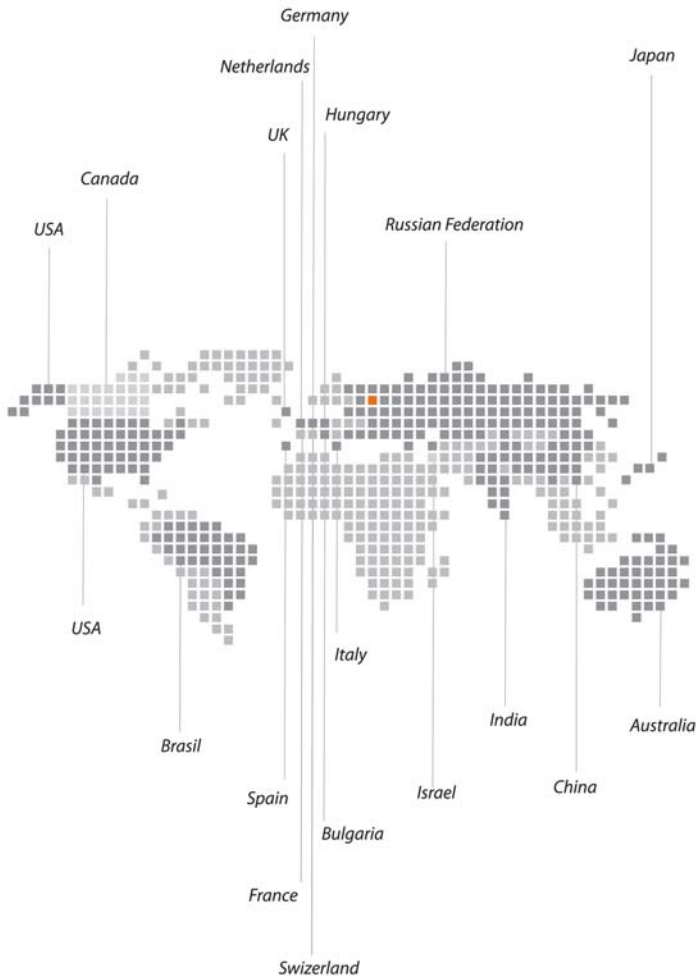 Germany
Netherlands
Japan
Hungary
UK
Canada
Russian Federation
USA
USA
Italy
India
Australia
Brasil
Israel
China
Spain
Bulgaria
France
Swizerland